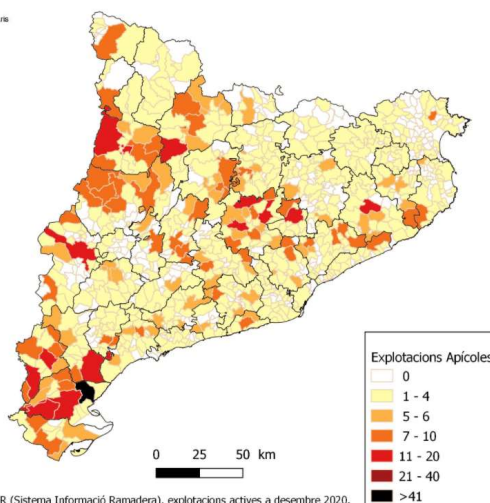 Explotacions Apícoles
0
1 - 4
5 - 6
7 - 10
11 - 20
21 - 40
>41
0 25 50 km
R (Sistema Informació Ramadera), explotacions actives a desembre 2020.